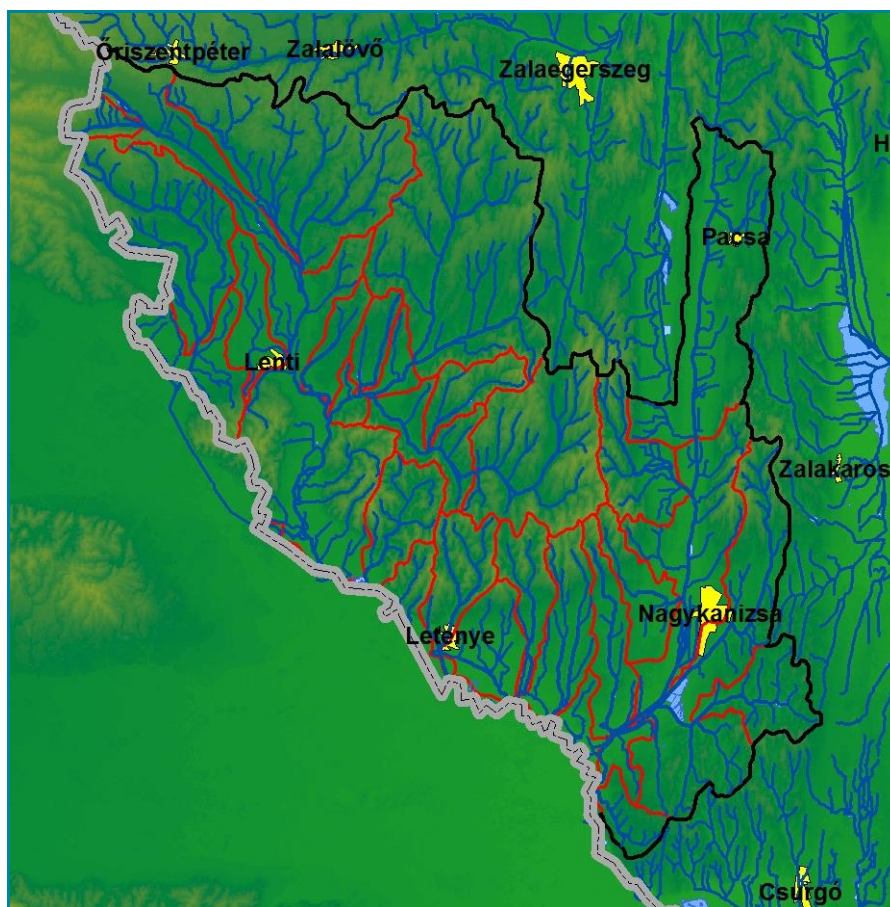 Őriszentpéter
Zalalövő
Zalaegerszeg
H
Pacsa
Lenti
Zalakaros
Nagykanizsa
Letenye
Csurgó